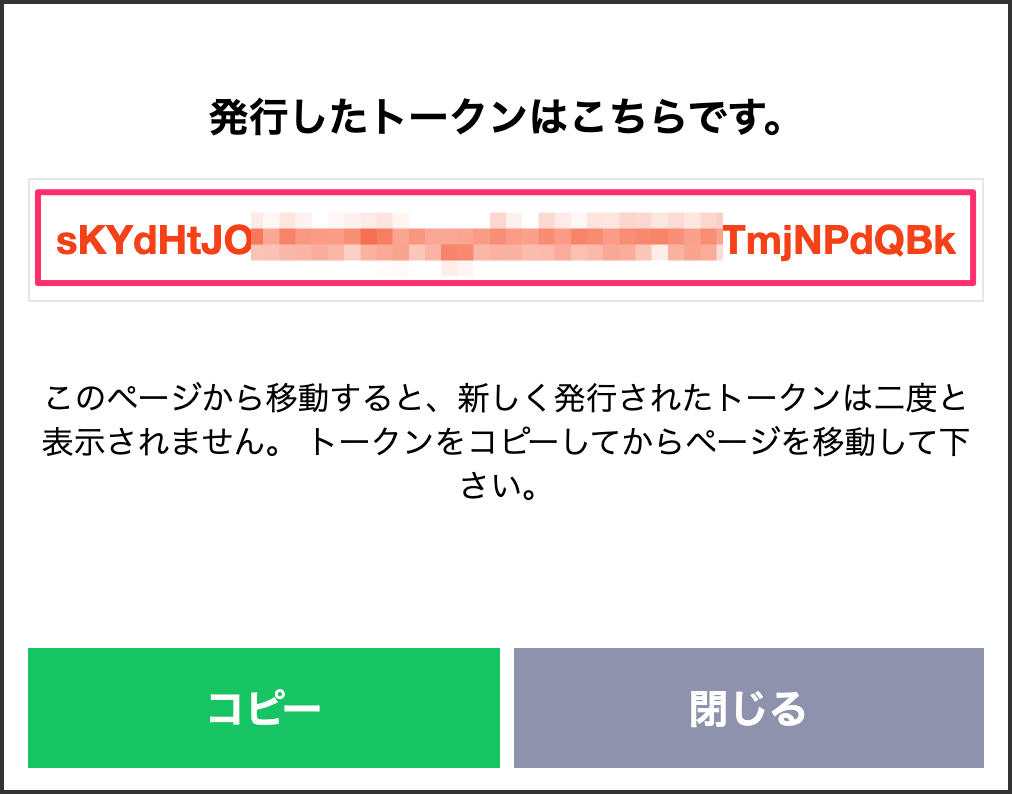 発行したトークンはこちらです。
sKYdHtJO TmjNPdQBk
このページから移動すると、新しく発行されたトークンは二度と
表示されません。 トークンをコピーしてからページを移動して下
さい。
コピー 閉じる